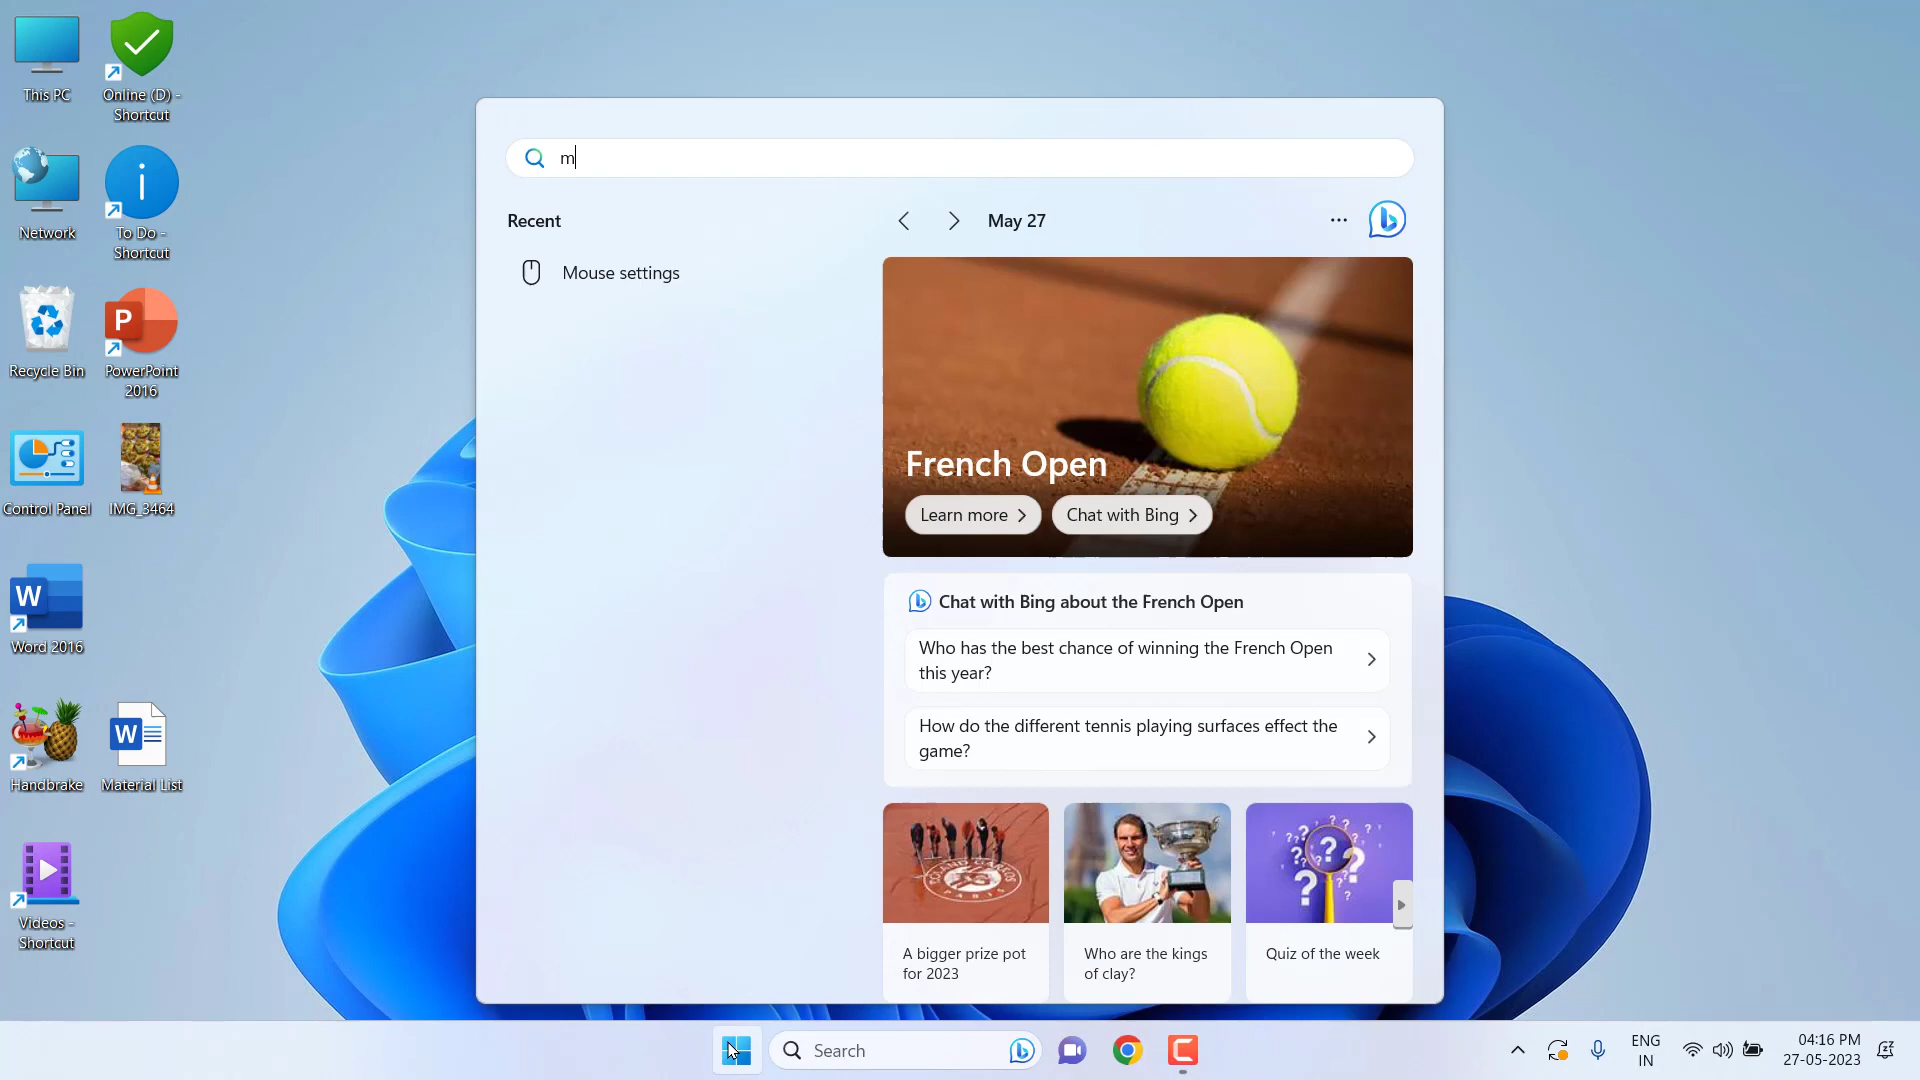 This PC
Online (D) -
Shortcut
Network
To Do -
Shortcut
Recycle Bin
PowerPoint
2016
Control Panel
IMG_3464
Word 2016
Handbrake
Material List
Videos -
Shortcut
m
Recent
Mouse settings
May 27
French Open
Learn more
Chat with Bing
Chat with Bing about the French Open
Who has the best chance of winning the French Open
this year?
How do the different tennis playing surfaces effect the
game?
A bigger prize pot
for 2023
Who are the kings
of clay?
Quiz of the week
Search
ENG
IN
04:16 PM
27-05-2023